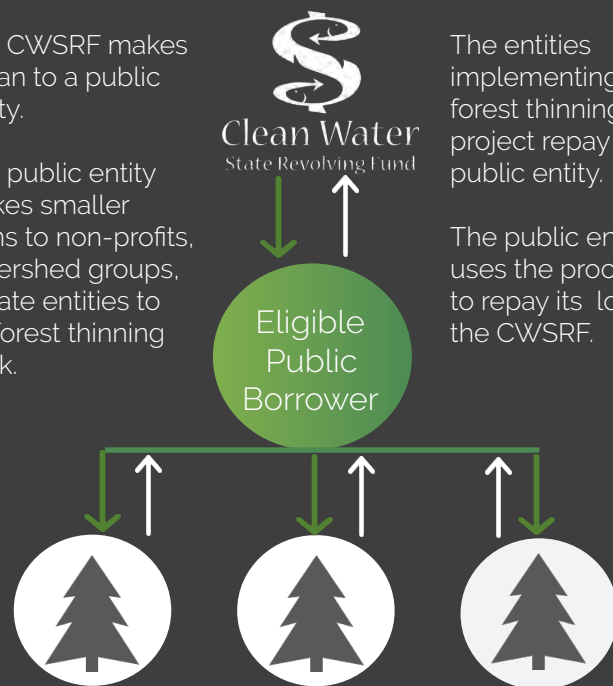 CWSRF makes
an to a public
ty.
public entity
kes smaller
ns to non-profits,
ershed groups,
ate entities to
forest thinning
k.
Clean Water
State Revolving Fund
The entities
implementing
forest thinning
project repay
public entity.
The public en
uses the proc
to repay its lo
the CWSRF.
Eligible
Public
Borrower